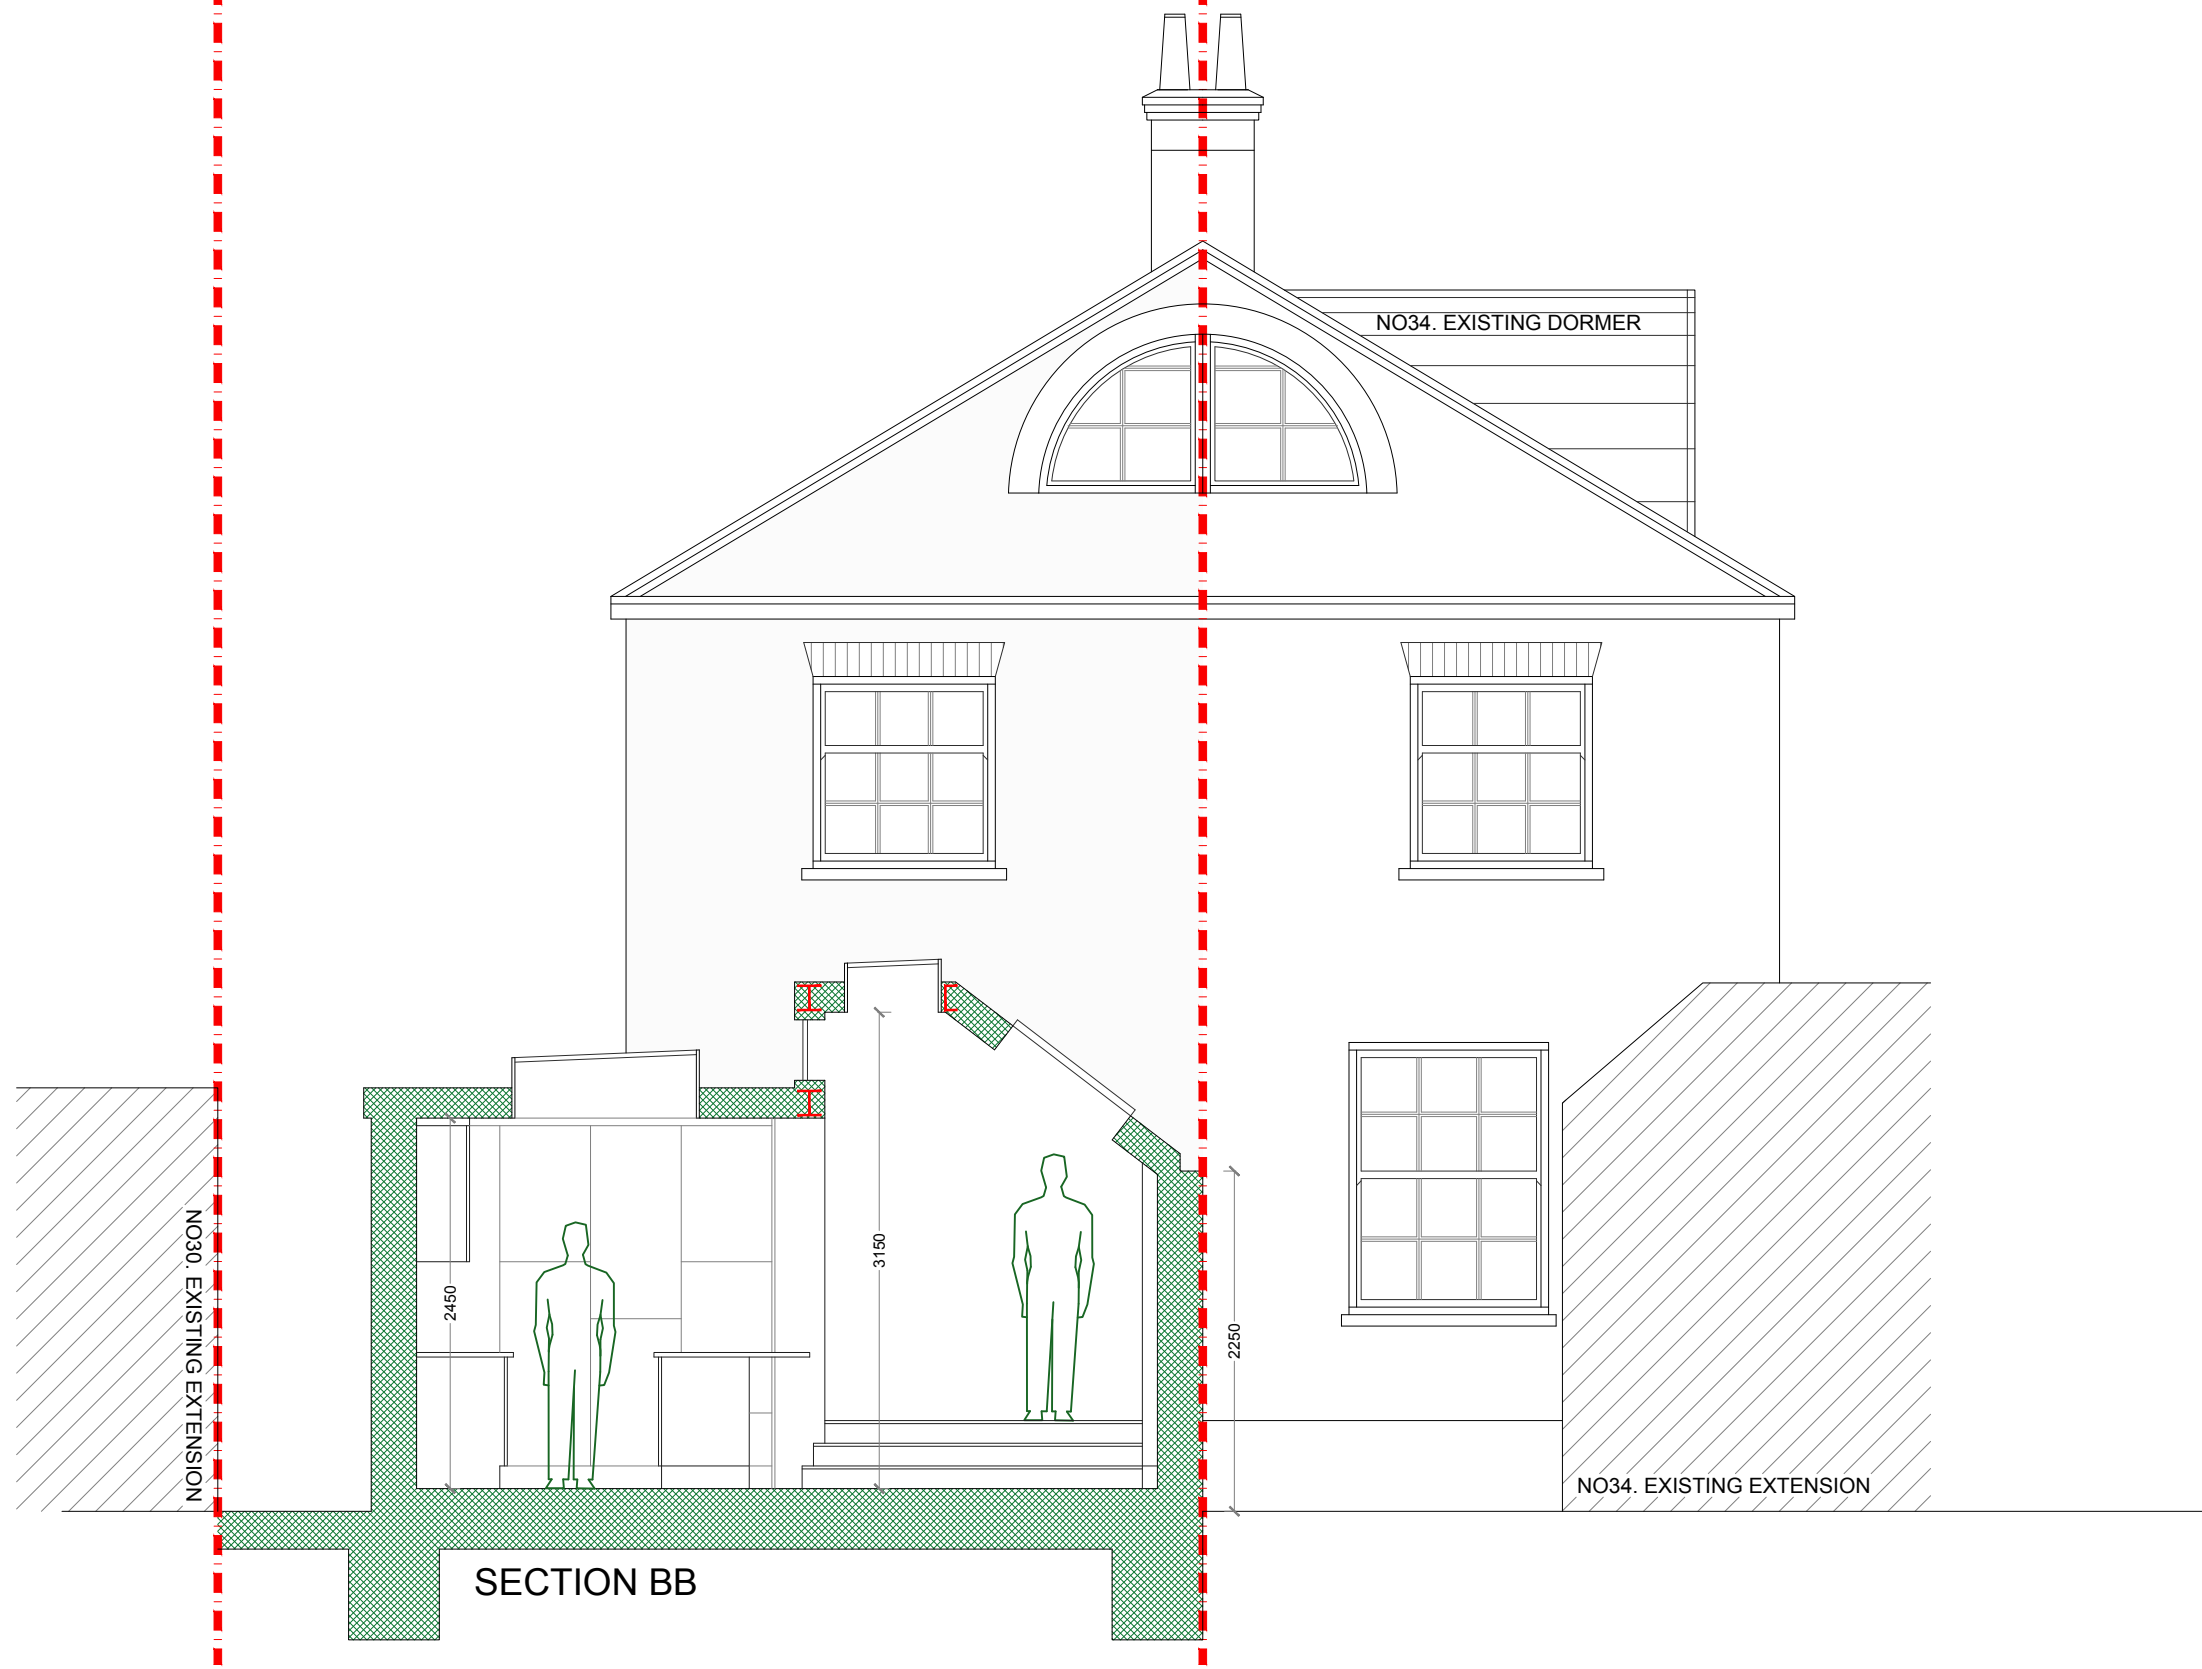 NO34. EXISTING DORMER
NO30. EXISTING EXTENSION
2450
3150
2250
NO34. EXISTING EXTENSION
SECTION BB